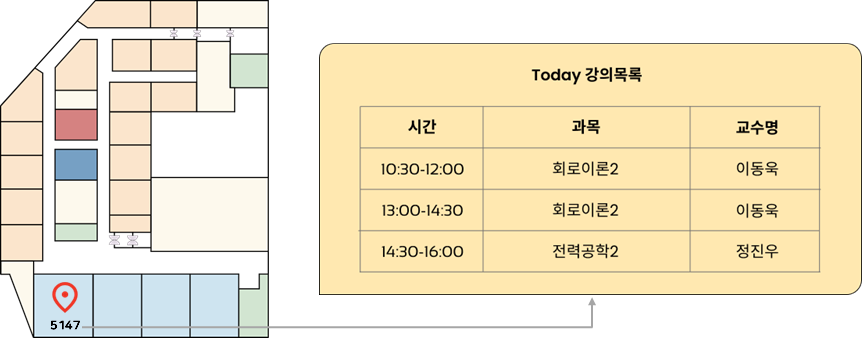 Today 강의목록
시간 과목 교수명
10:30-12:00 회로이론2 이동욱
13:00-14:30 회로이론2 이동욱
14:30-16:00 전력공학2 정진우
5147